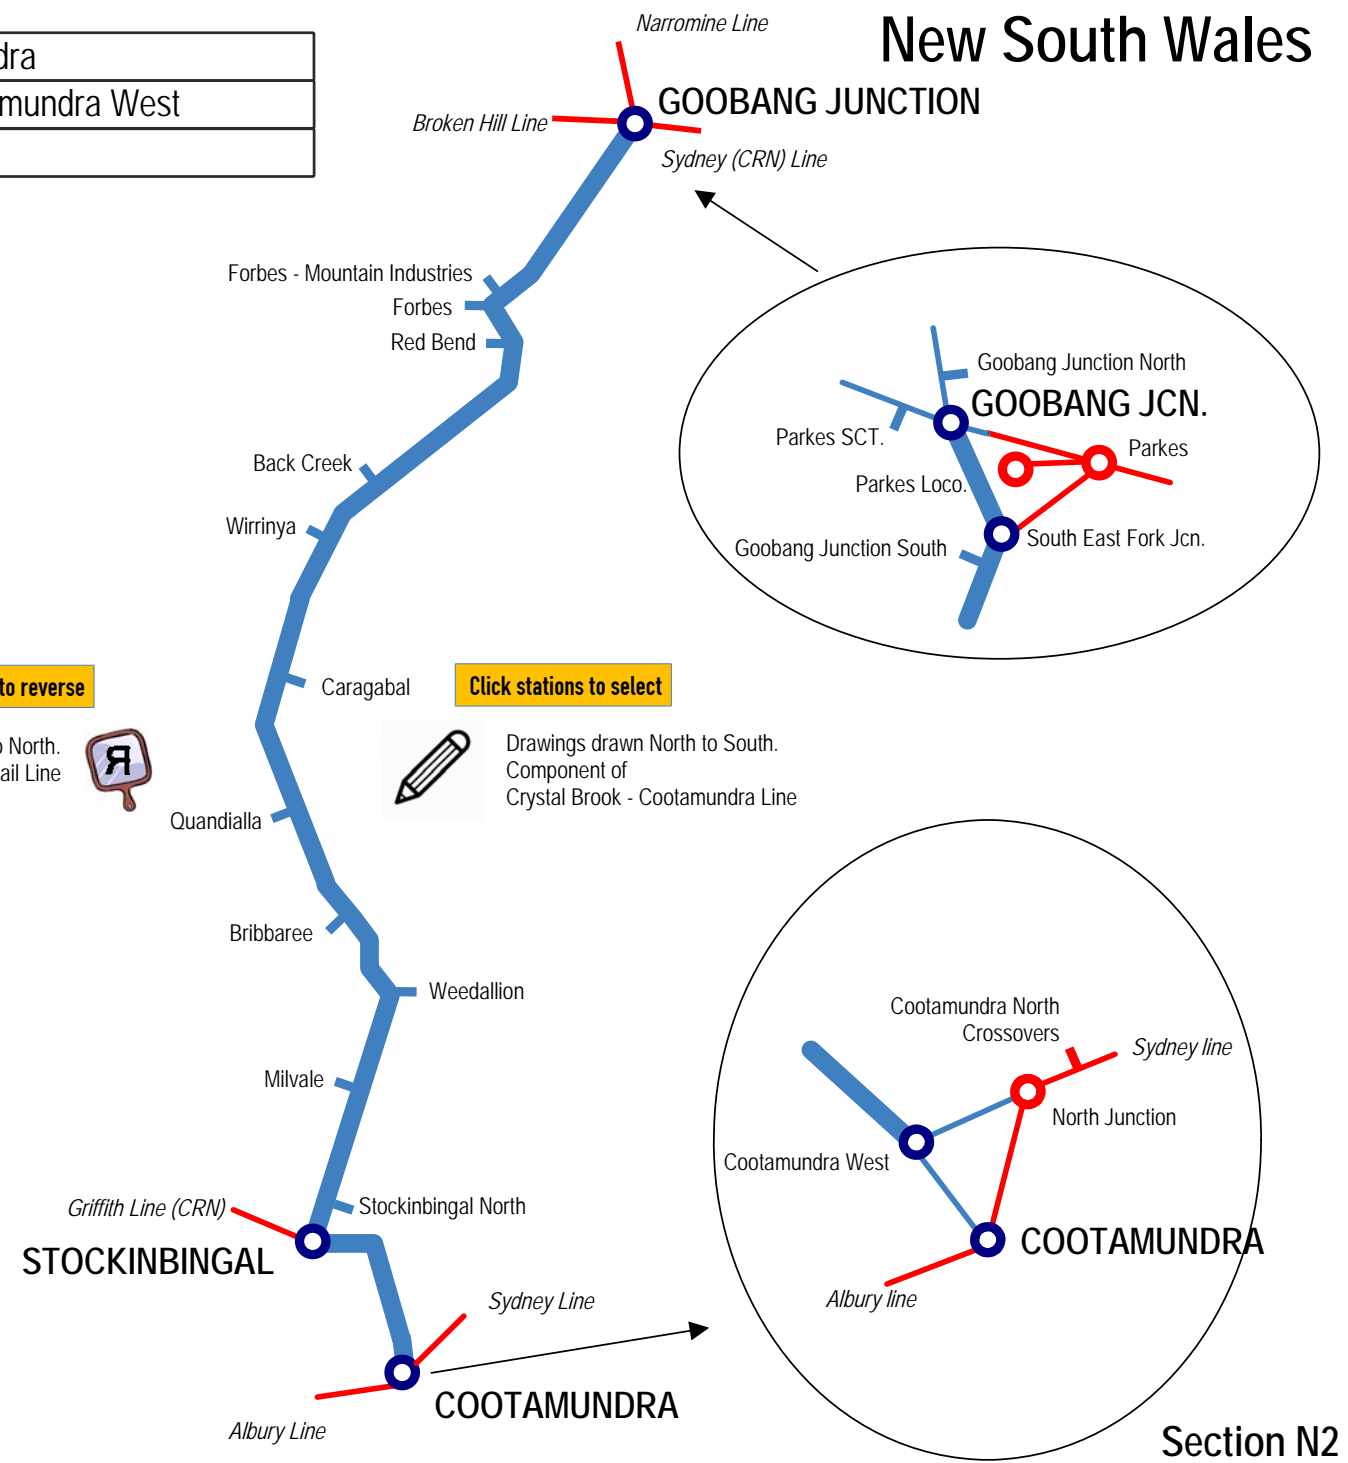 New South Wales
dra
mundra West
Narromine Line
GOOBANG JUNCTION
Broken Hill Line
Sydney (CRN) Line
Forbes - Mountain Industries
Forbes
Red Bend
Goobang Junction North
GOOBANG JCN.
Parkes SCT.
Parkes
Parkes Loco.
South East Fork Jcn.
Goobang Junction South
Back Creek
Wirrinya
to reverse
Caragabal
Click stations to select
North.
ail Line
R
Drawings drawn North to South.
Component of
Crystal Brook - Cootamundra Line
Quandialla
Bribbaree
Weedallion
Milvale
Cootamundra North
Crossovers
Sydney line
North Junction
Cootamundra West
COOTAMUNDRA
Albury line
Griffith Line (CRN)
Stockinbingal North
STOCKINBINGAL
Sydney Line
COOTAMUNDRA
Albury Line
Section N2